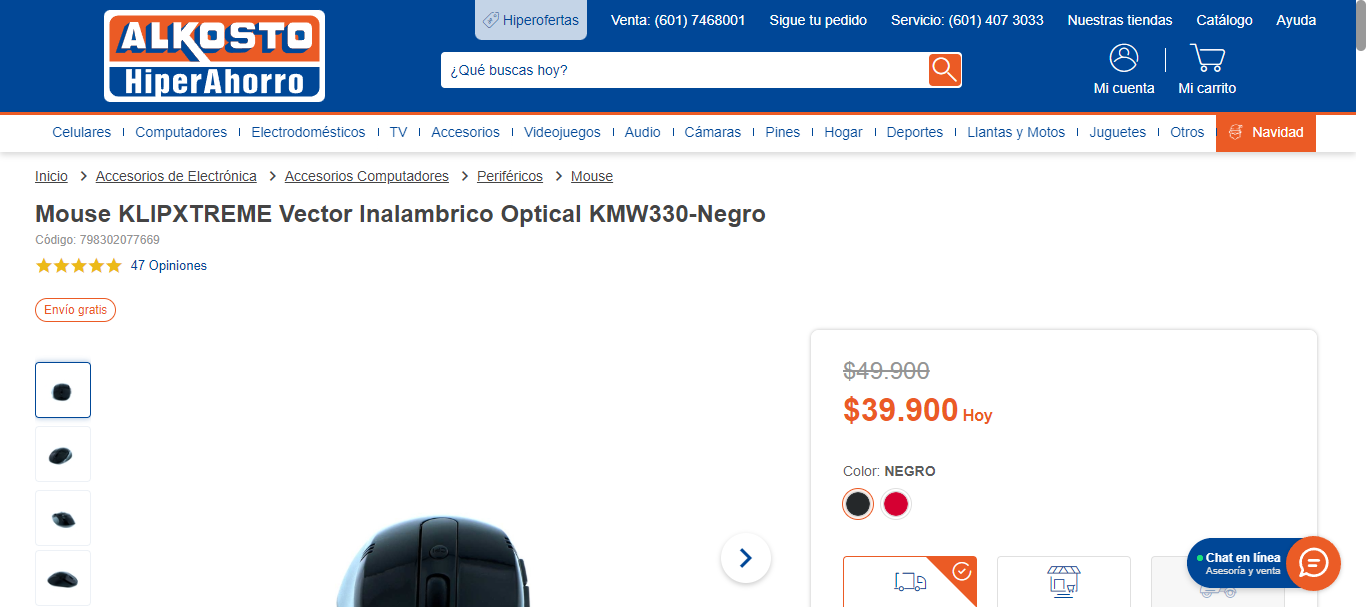 ALKOSTO
HiperAhorro
Hiperofertas
Venta: (601) 7468001
Sigue tu pedido
Servicio: (601) 407 3033
Nuestras tiendas
Catálogo
Ayuda
¿Qué buscas hoy?
Mi cuenta
Mi carrito
Celulares
Computadores
Electrodomésticos
TV
Accesorios
Videojuegos
Audio
Cámaras
Pines
Hogar
Deportes
Llantas y Motos
Juguetes
Otros
Navidad
Inicio > Accesorios de Electrónica > Accesorios Computadores > Periféricos > Mouse
Mouse KLIPXTREME Vector Inalambrico Optical KMW330-Negro
Código: 798302077669
47 Opiniones
Envío gratis
$49.900
$39.900 Hoy
Color: NEGRO
Chat en línea
Asesoría y venta